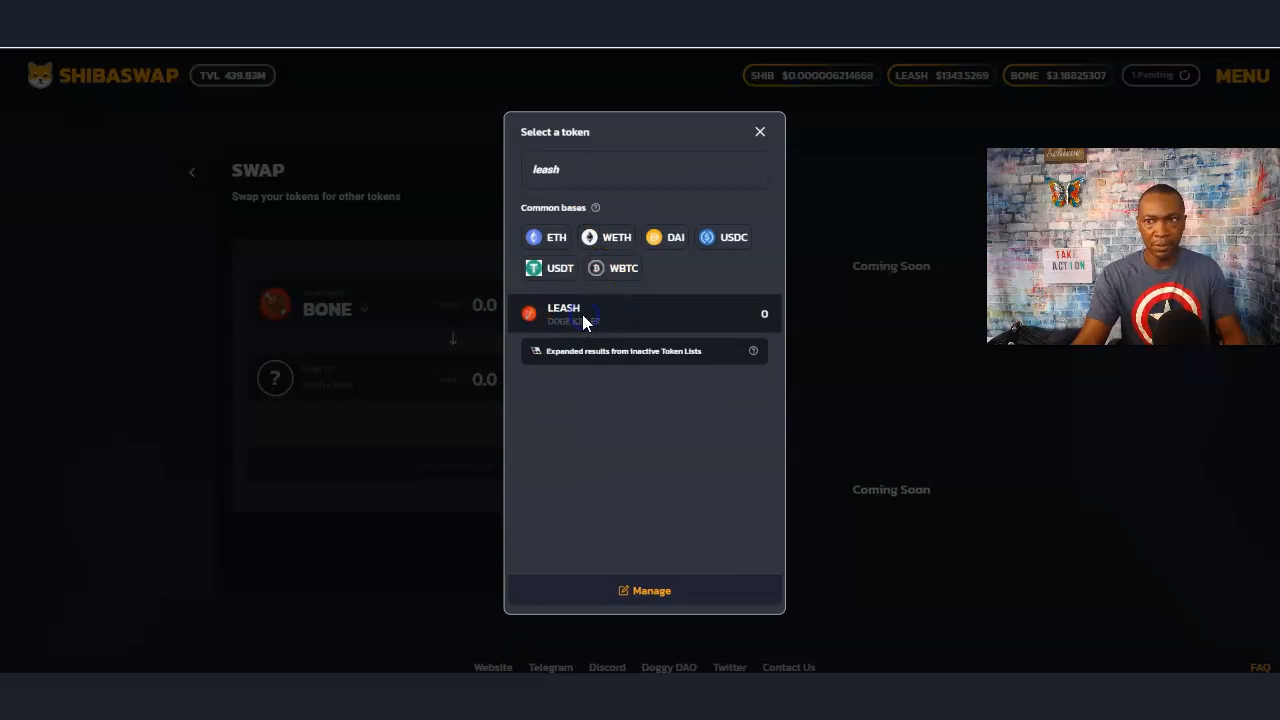 SHIBASWAP
TVL 439.83M
SHIB $0.000006214668
LEASH $1343.5269
BONE $3.18825307
1 Pending
MENU
Select a token
leash
Common bases
ETH
WETH
DAI
USDC
USDT
WBTC
LEASH
0
Expanded results from inactive Token Lists
Manage
SWAP
Swap your tokens for other tokens
BONE
0.0
?
0.0
Coming Soon
Coming Soon
Achieve
TAKE
ACTION
Website
Telegram
Discord
Doggy DAO
Twitter
Contact Us
FAQ